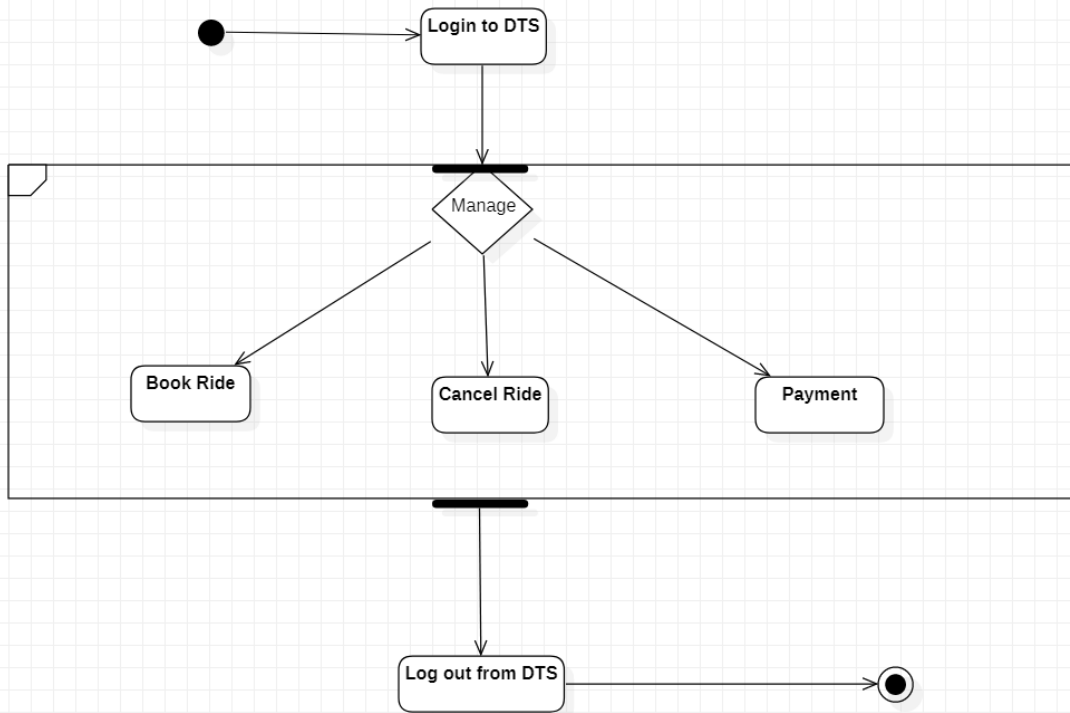 Login to DTS
Manage
Book Ride
Cancel Ride
Payment
Log out from DTS